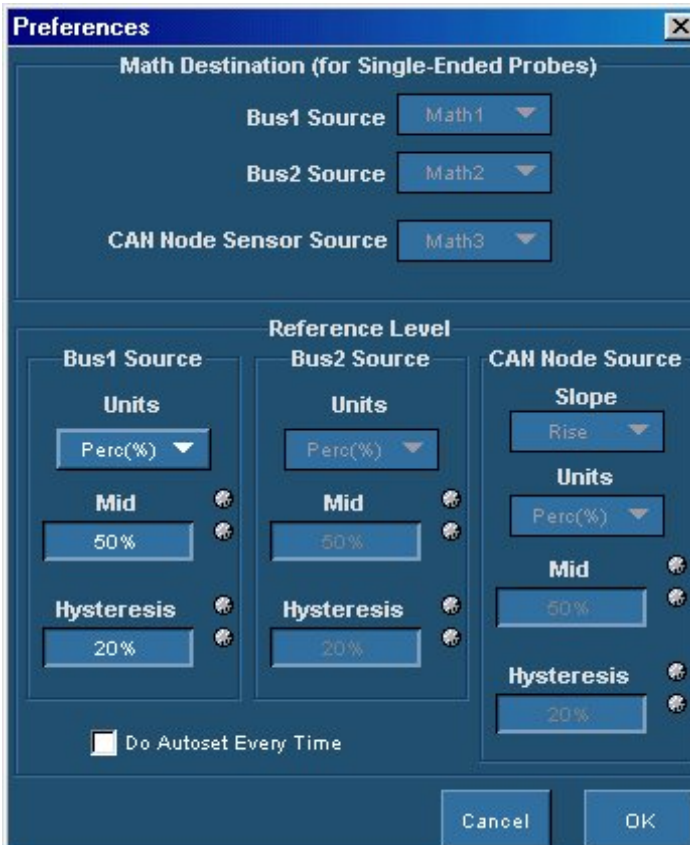 Preferences
Math Destination (for Single-Ended Probes)
Bus1 Source Math1
Bus2 Source Math2
CAN Node Sensor Source Math3
Reference Level
Bus1 Source
Units
Perc(%)
Mid
50%
Hysteresis
20%
Bus2 Source
Units
Perc(%)
Mid
50%
Hysteresis
20%
CAN Node Source
Slope
Rise
Units
Perc(%)
Mid
50%
Hysteresis
20%
Do Autoset Every Time
Cancel OK